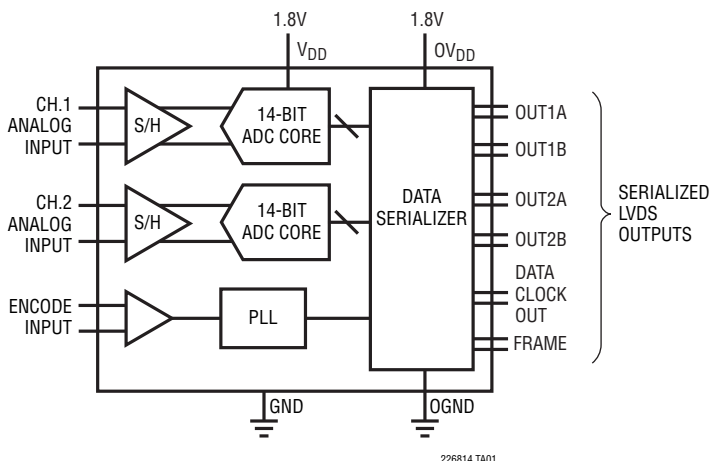 1.8V
1.8V
VDD
OVDD
CH.1
ANALOG
INPUT
S/H
14-BIT
ADC CORE
OUT1A
OUT1B
CH.2
ANALOG
INPUT
S/H
14-BIT
ADC CORE
DATA
SERIALIZER
OUT2A
OUT2B
SERIALIZED
LVDS
OUTPUTS
ENCODE
INPUT
PLL
DATA
CLOCK
OUT
FRAME
GND
OGND
226814 TA01